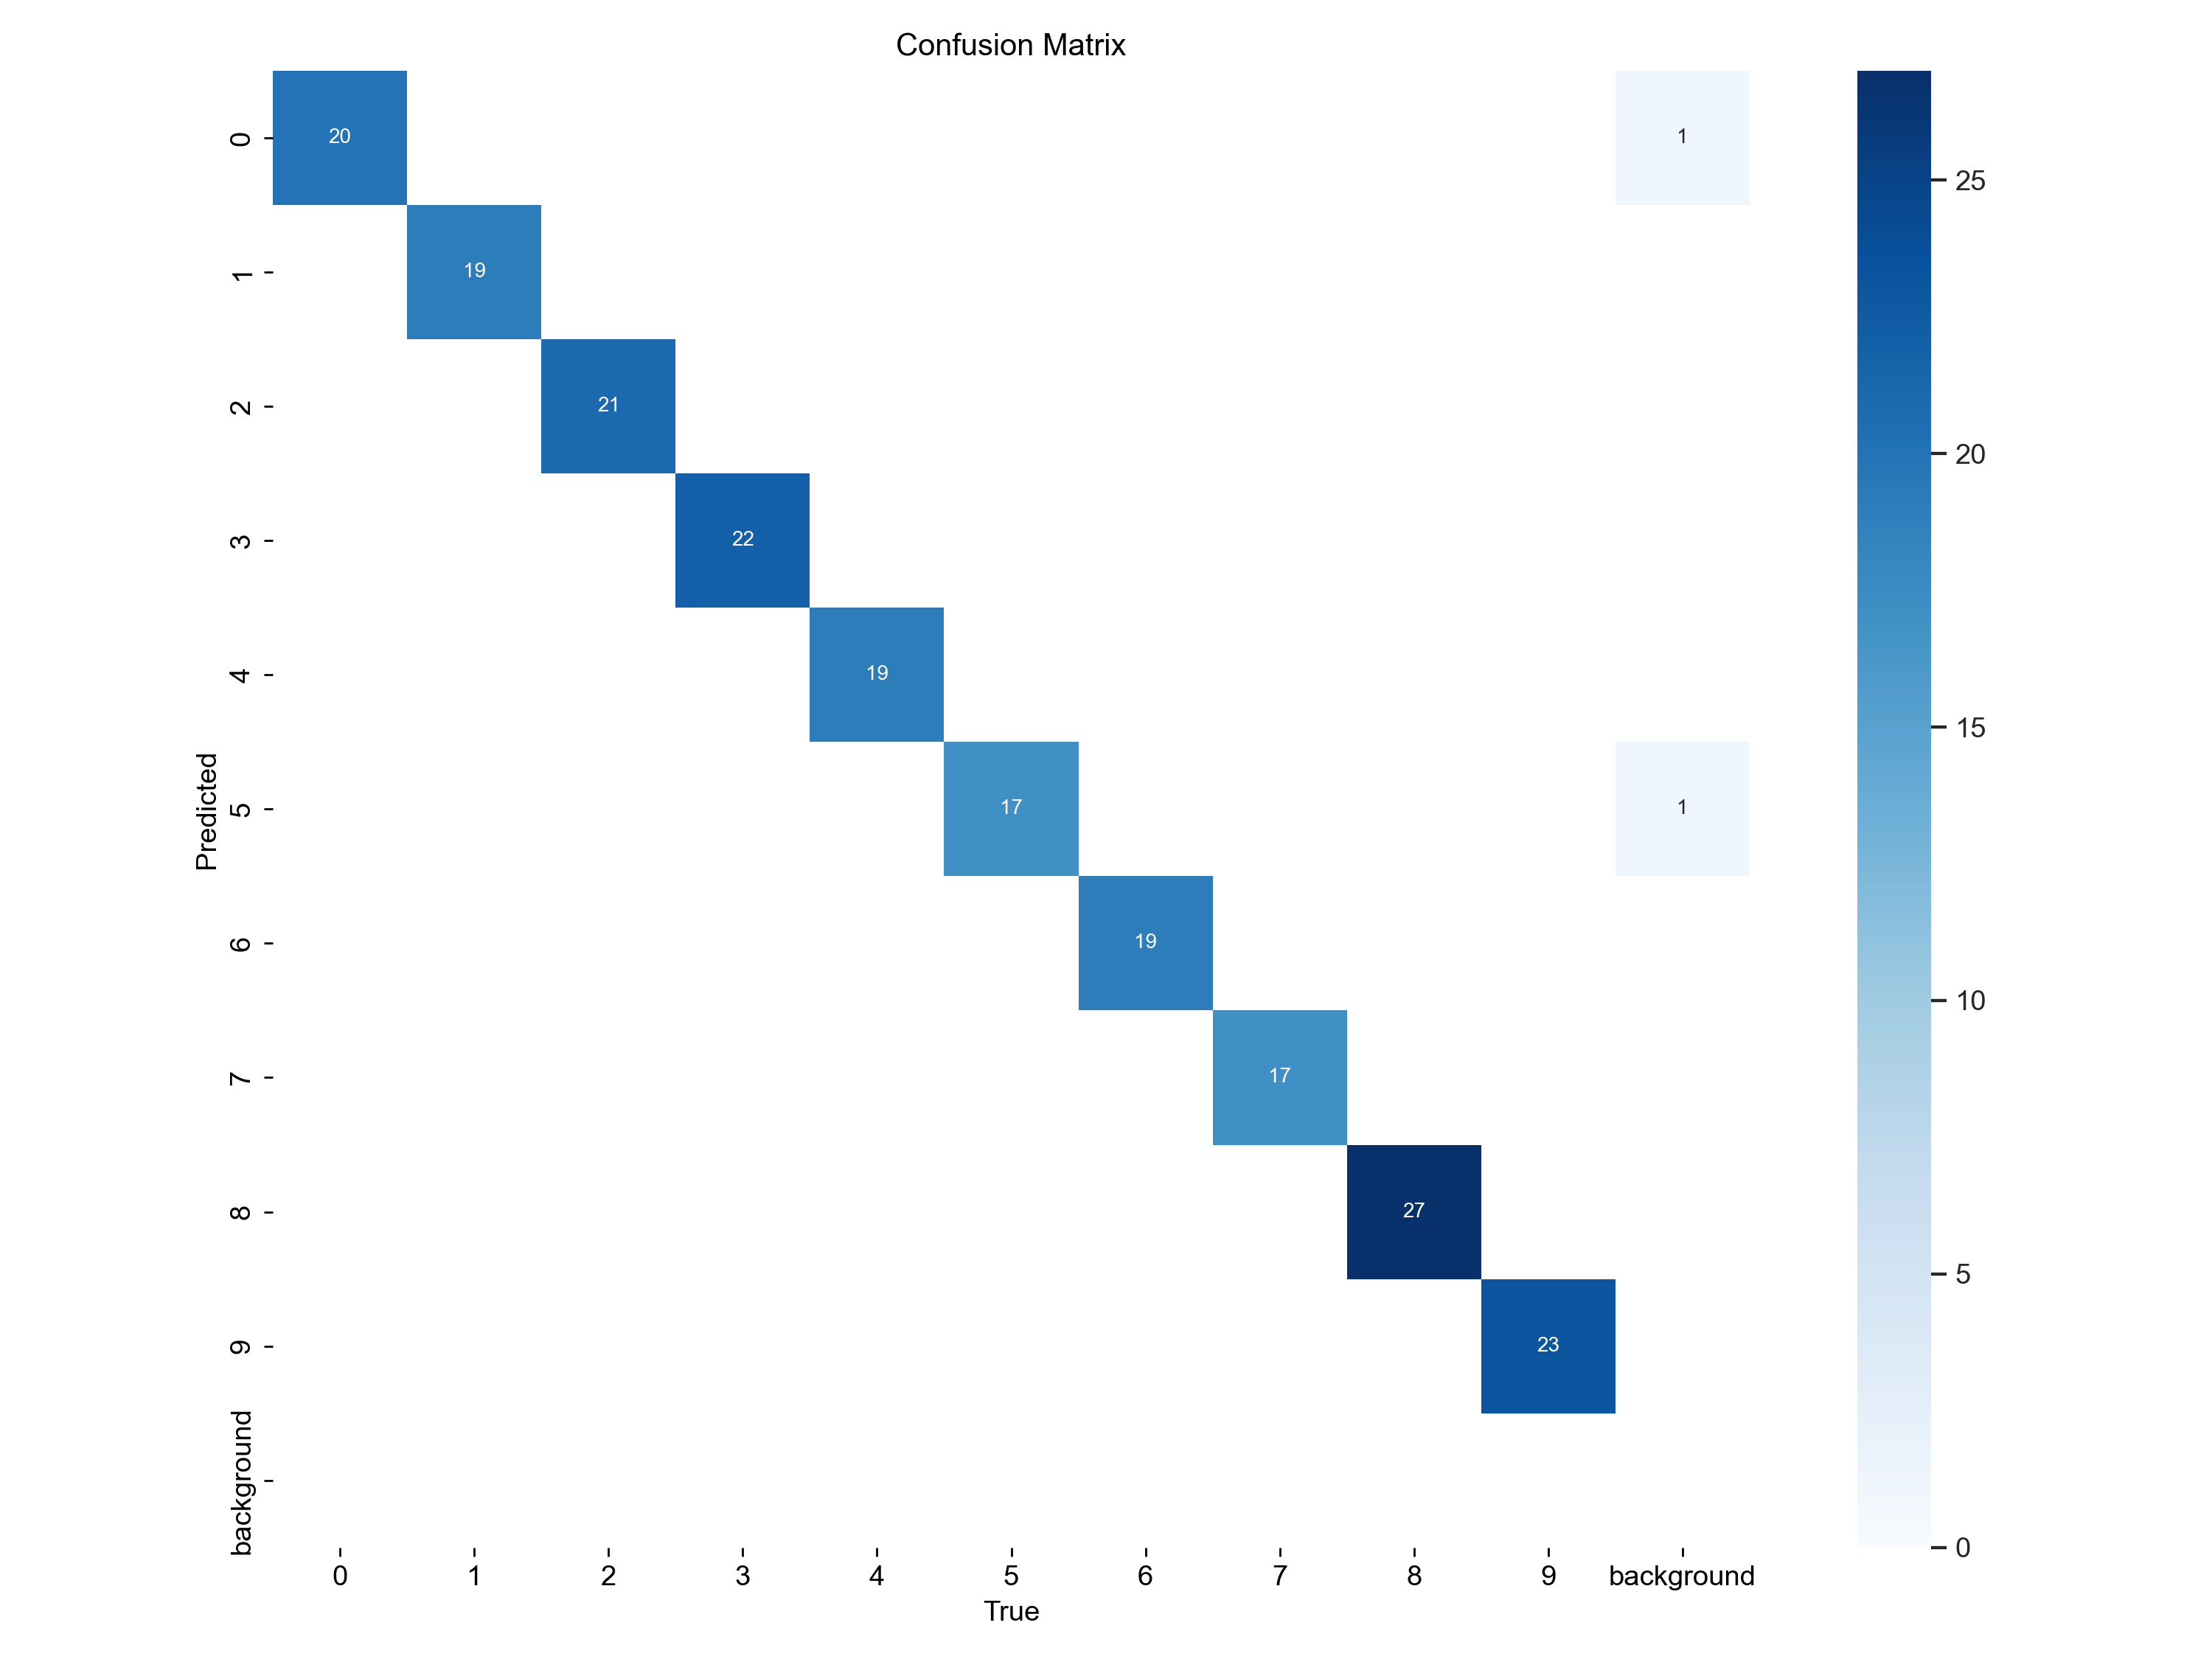 Confusion Matrix
0 20 1
1 19
2 21
3 22
4 19
5 17 1
6 19
7 17
8 27
9 23
background
0 1 2 3 4 5 6 7 8 9 background
Predicted
True
25
20
15
10
5
0